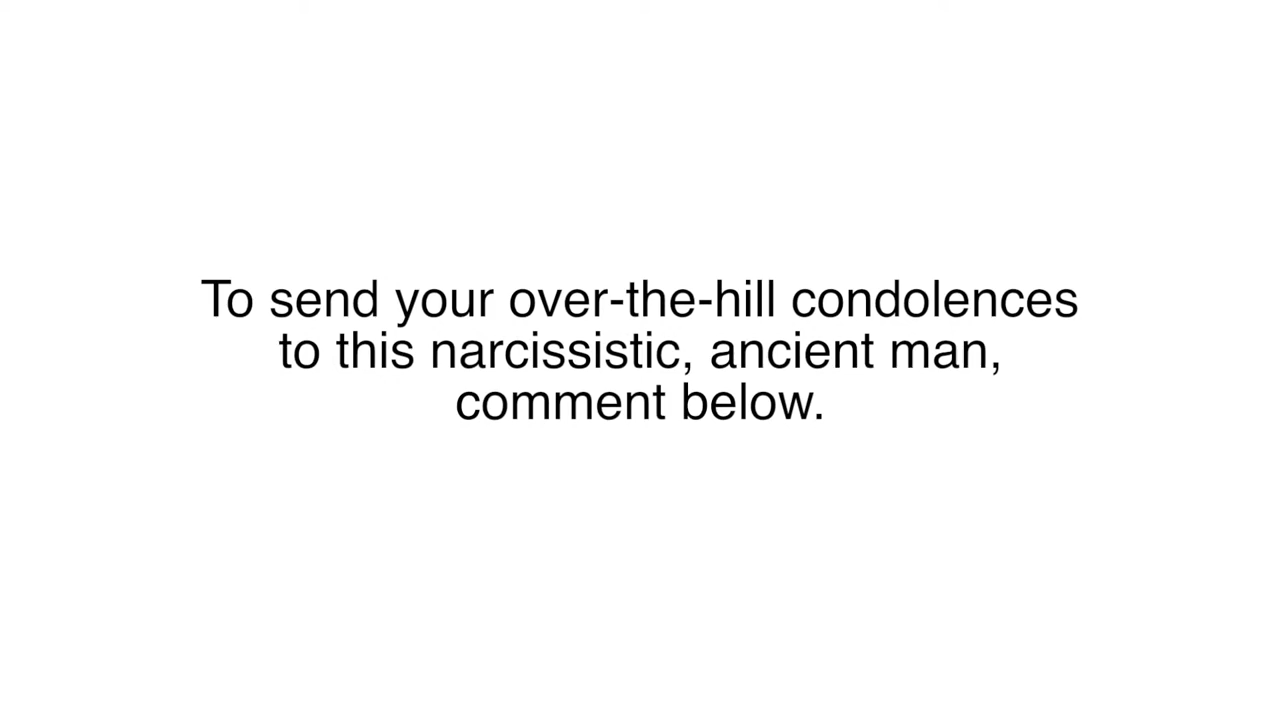 To send your over-the-hill condolences
to this narcissistic, ancient man,
comment below.